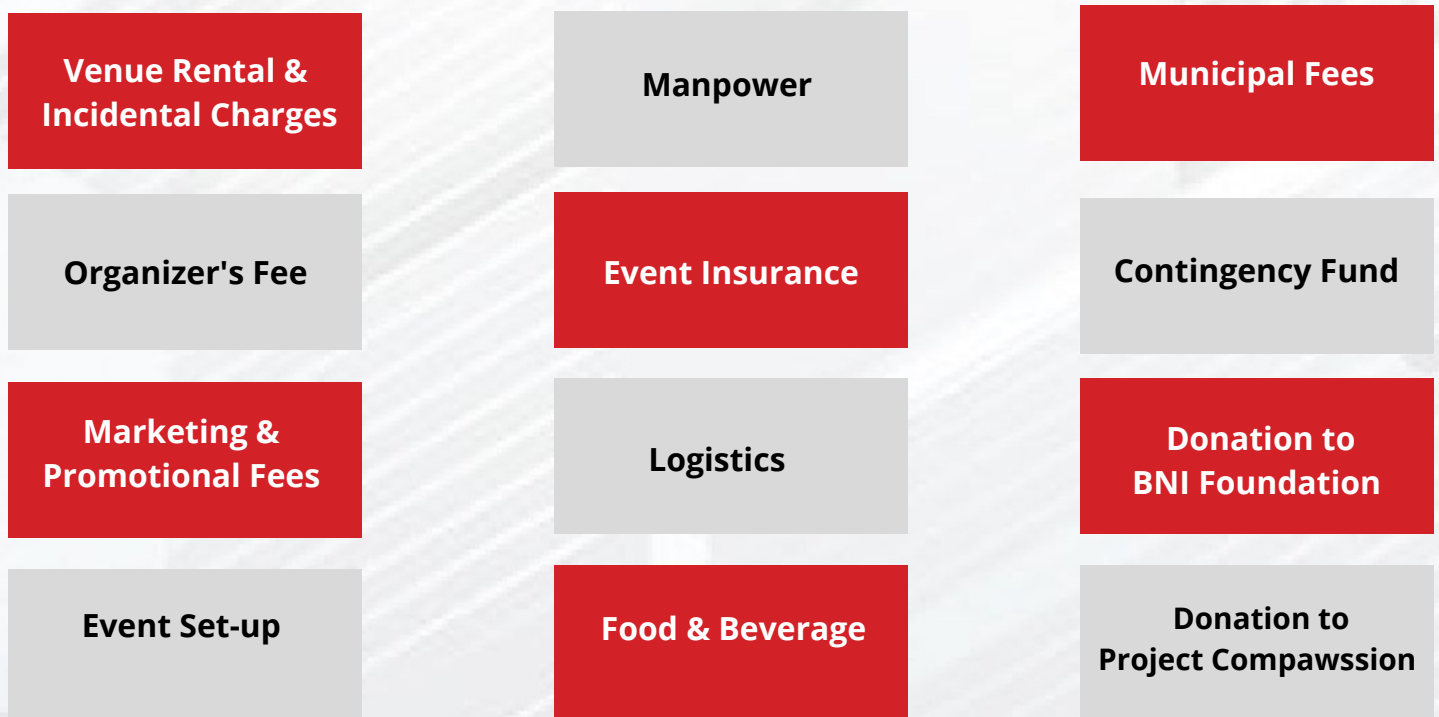 Venue Rental &
Incidental Charges
Manpower
Municipal Fees
Organizer's Fee
Event Insurance
Contingency Fund
Marketing &
Promotional Fees
Logistics
Donation to
BNI Foundation
Event Set-up
Food & Beverage
Donation to
Project Compawssion